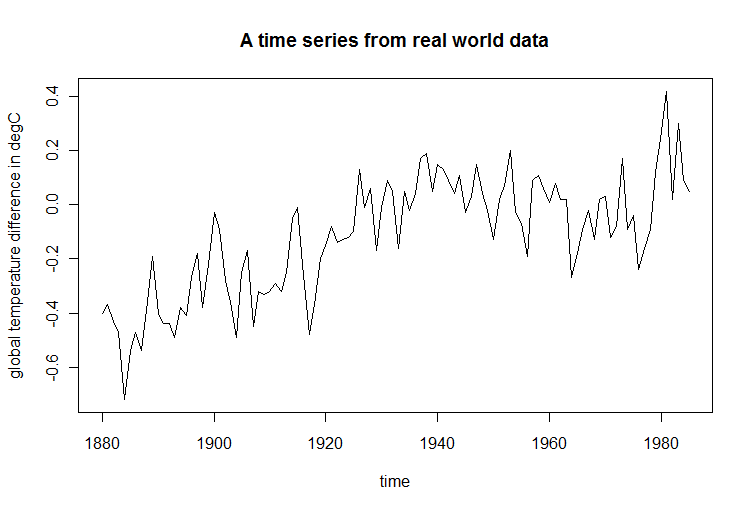 A time series from real world data
global temperature difference in degC
0.4
0.2
0.0
-0.2
-0.4
-0.6
1880 1900 1920 1940 1960 1980
time